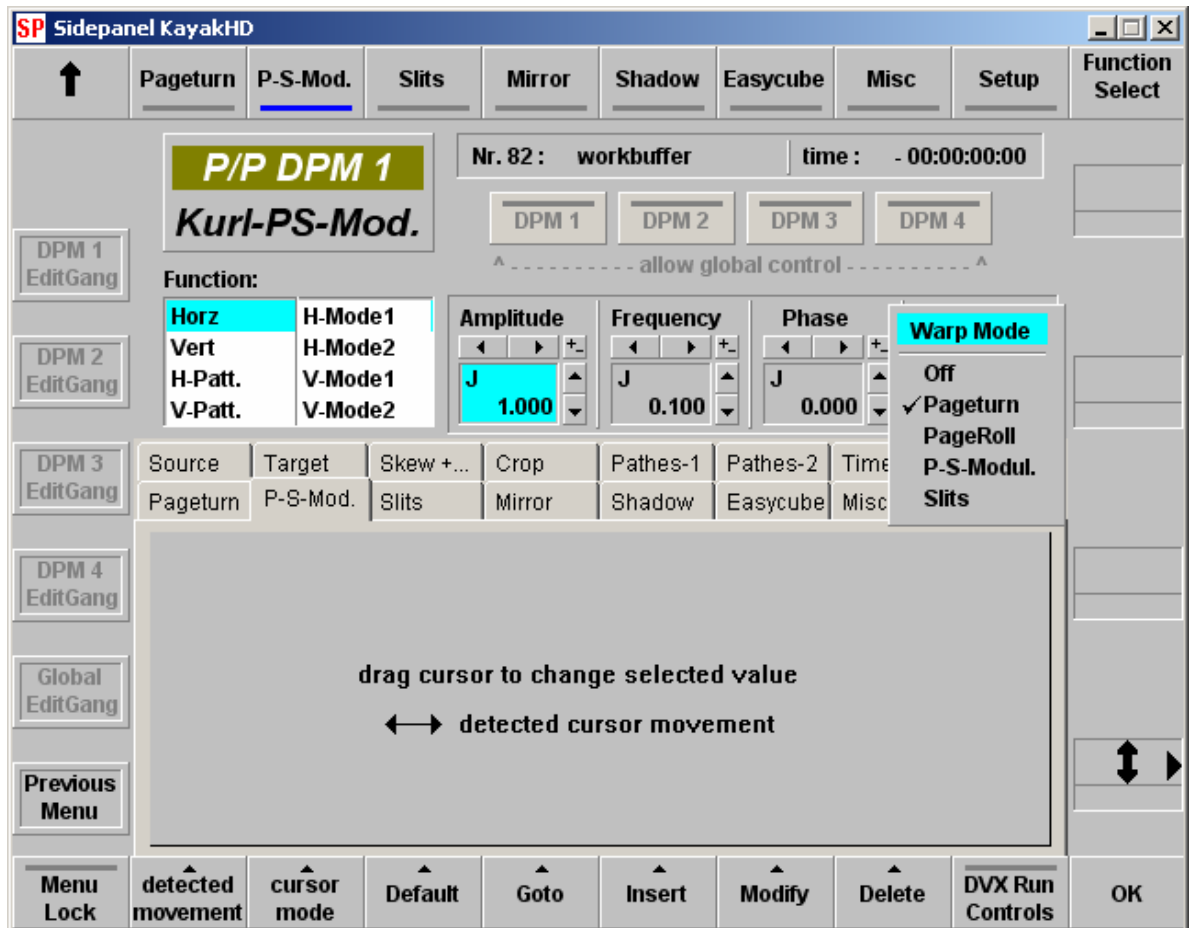 SP Sidepanel KayakHD
Pageturn P-S-Mod. Slits Mirror Shadow Easycube Misc Setup Function Select
P/P DPM 1
Kurl-PS-Mod.
Nr. 82 : workbuffer time : - 00:00:00:00
DPM 1 DPM 2 DPM 3 DPM 4
^ - - - - - - - - - - allow global control - - - - - - - - - - ^
DPM 1
EditGang
DPM 2
EditGang
DPM 3
EditGang
DPM 4
EditGang
Global
EditGang
Previous
Menu
Function:
Horz H-Mode1
Vert H-Mode2
H-Patt. V-Mode1
V-Patt. V-Mode2
Amplitude Frequency Phase
+- +- +-
J J J
1.000 0.100 0.000
Warp Mode
Off
✓Pageturn
PageRoll
P-S-Modul.
Slits
Source Target Skew +... Crop Pathes-1 Pathes-2 Time
Pageturn P-S-Mod. Slits Mirror Shadow Easycube Misc
drag cursor to change selected value
detected cursor movement
Menu Lock detected movement cursor mode Default Goto Insert Modify Delete DVX Run Controls OK